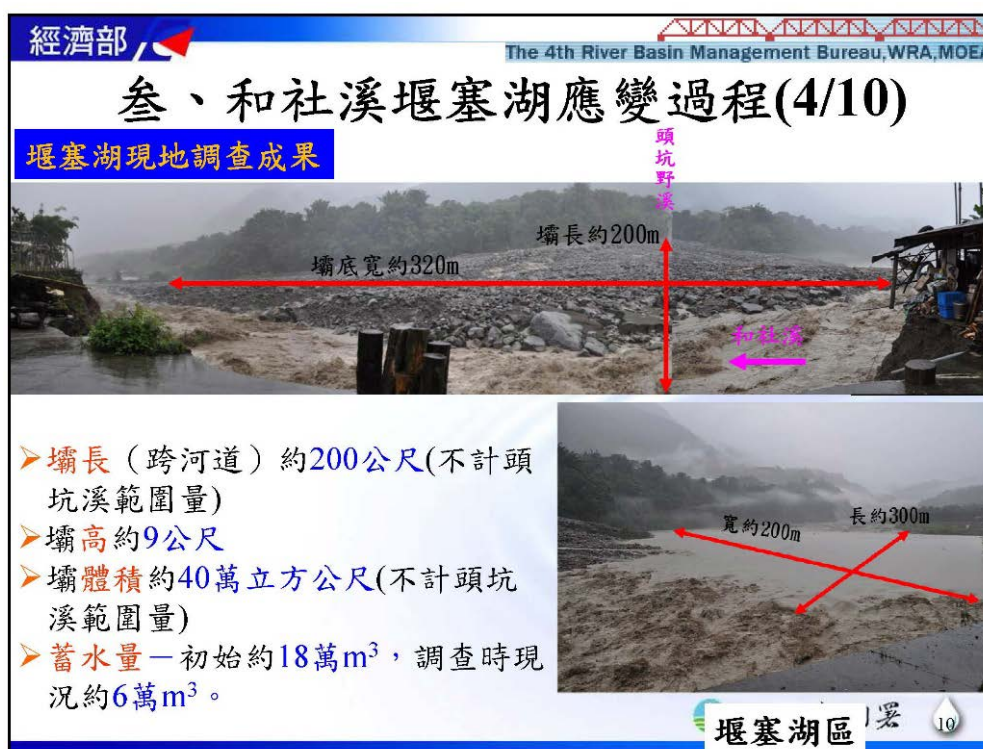 經濟部
The 4th River Basin Management Bureau,WRA,MOEA
叁、和社溪堰塞湖應變過程(4/10)
堰塞湖現地調查成果
頭坑野溪
壩長約200m
壩底寬約320m
和社溪
➢壩長（跨河道）約200公尺(不計頭
坑溪範圍量)
➢壩高約9公尺
➢壩體積約40萬立方公尺(不計頭坑
溪範圍量)
➢蓄水量－初始約18萬m³，調查時現
況約6萬m³。
寬約200m
長約300m
署
堰塞湖區
10